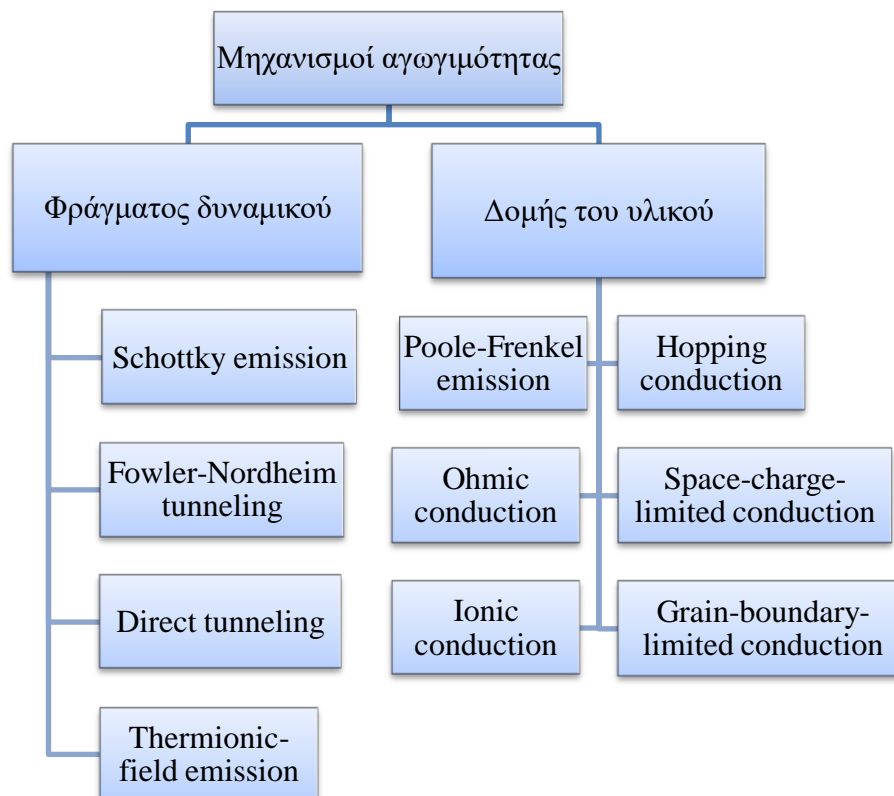 Μηχανισμοί αγωγιμότητας
Φράγματος δυναμικού
Schottky emission
Fowler-Nordheim
tunneling
Direct tunneling
Thermionic-
field emission
Δομής του υλικού
Poole-Frenkel
emission
Hopping
conduction
Ohmic
conduction
Space-charge-
limited conduction
Ionic
conduction
Grain-boundary-
limited conduction